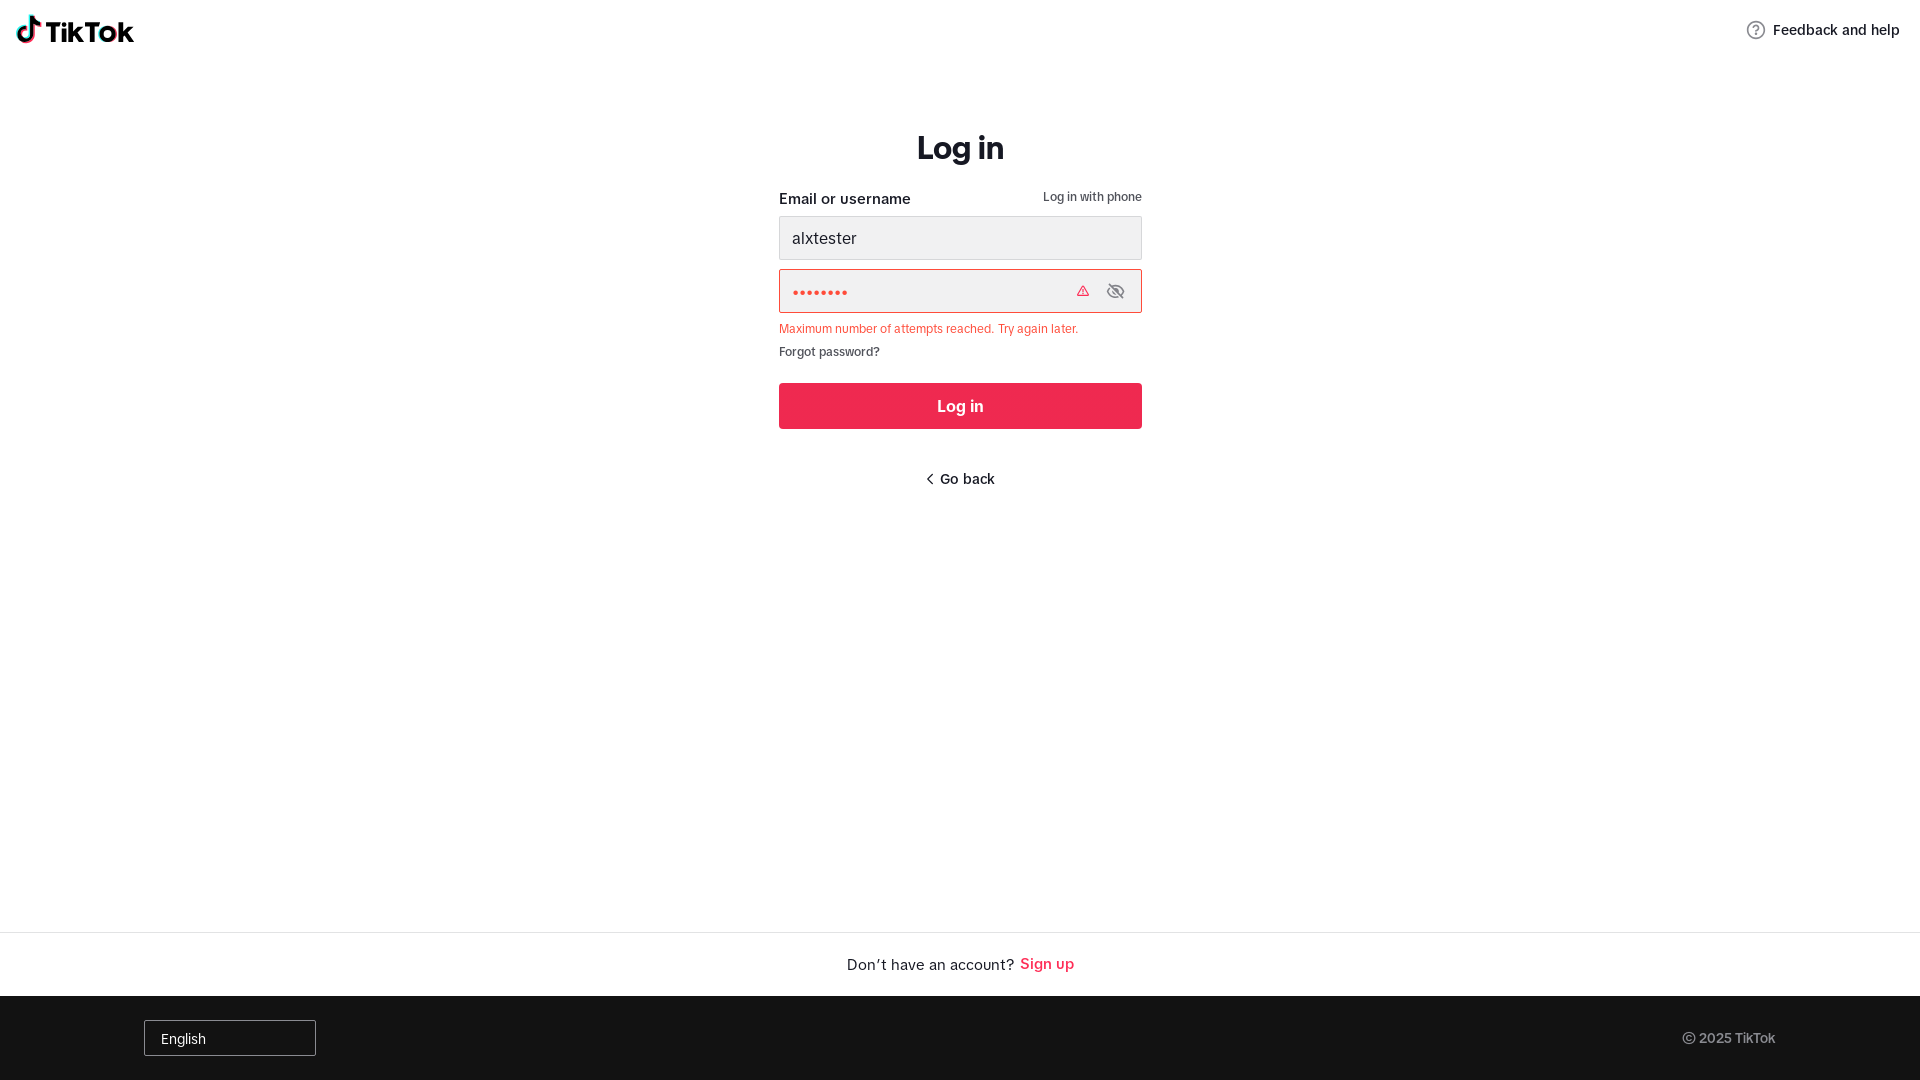 TikTok
Feedback and help
Log in
Email or username
Log in with phone
alxtester
••••••••
Maximum number of attempts reached. Try again later.
Forgot password?
Log in
Go back
Don’t have an account? Sign up
English
© 2025 TikTok